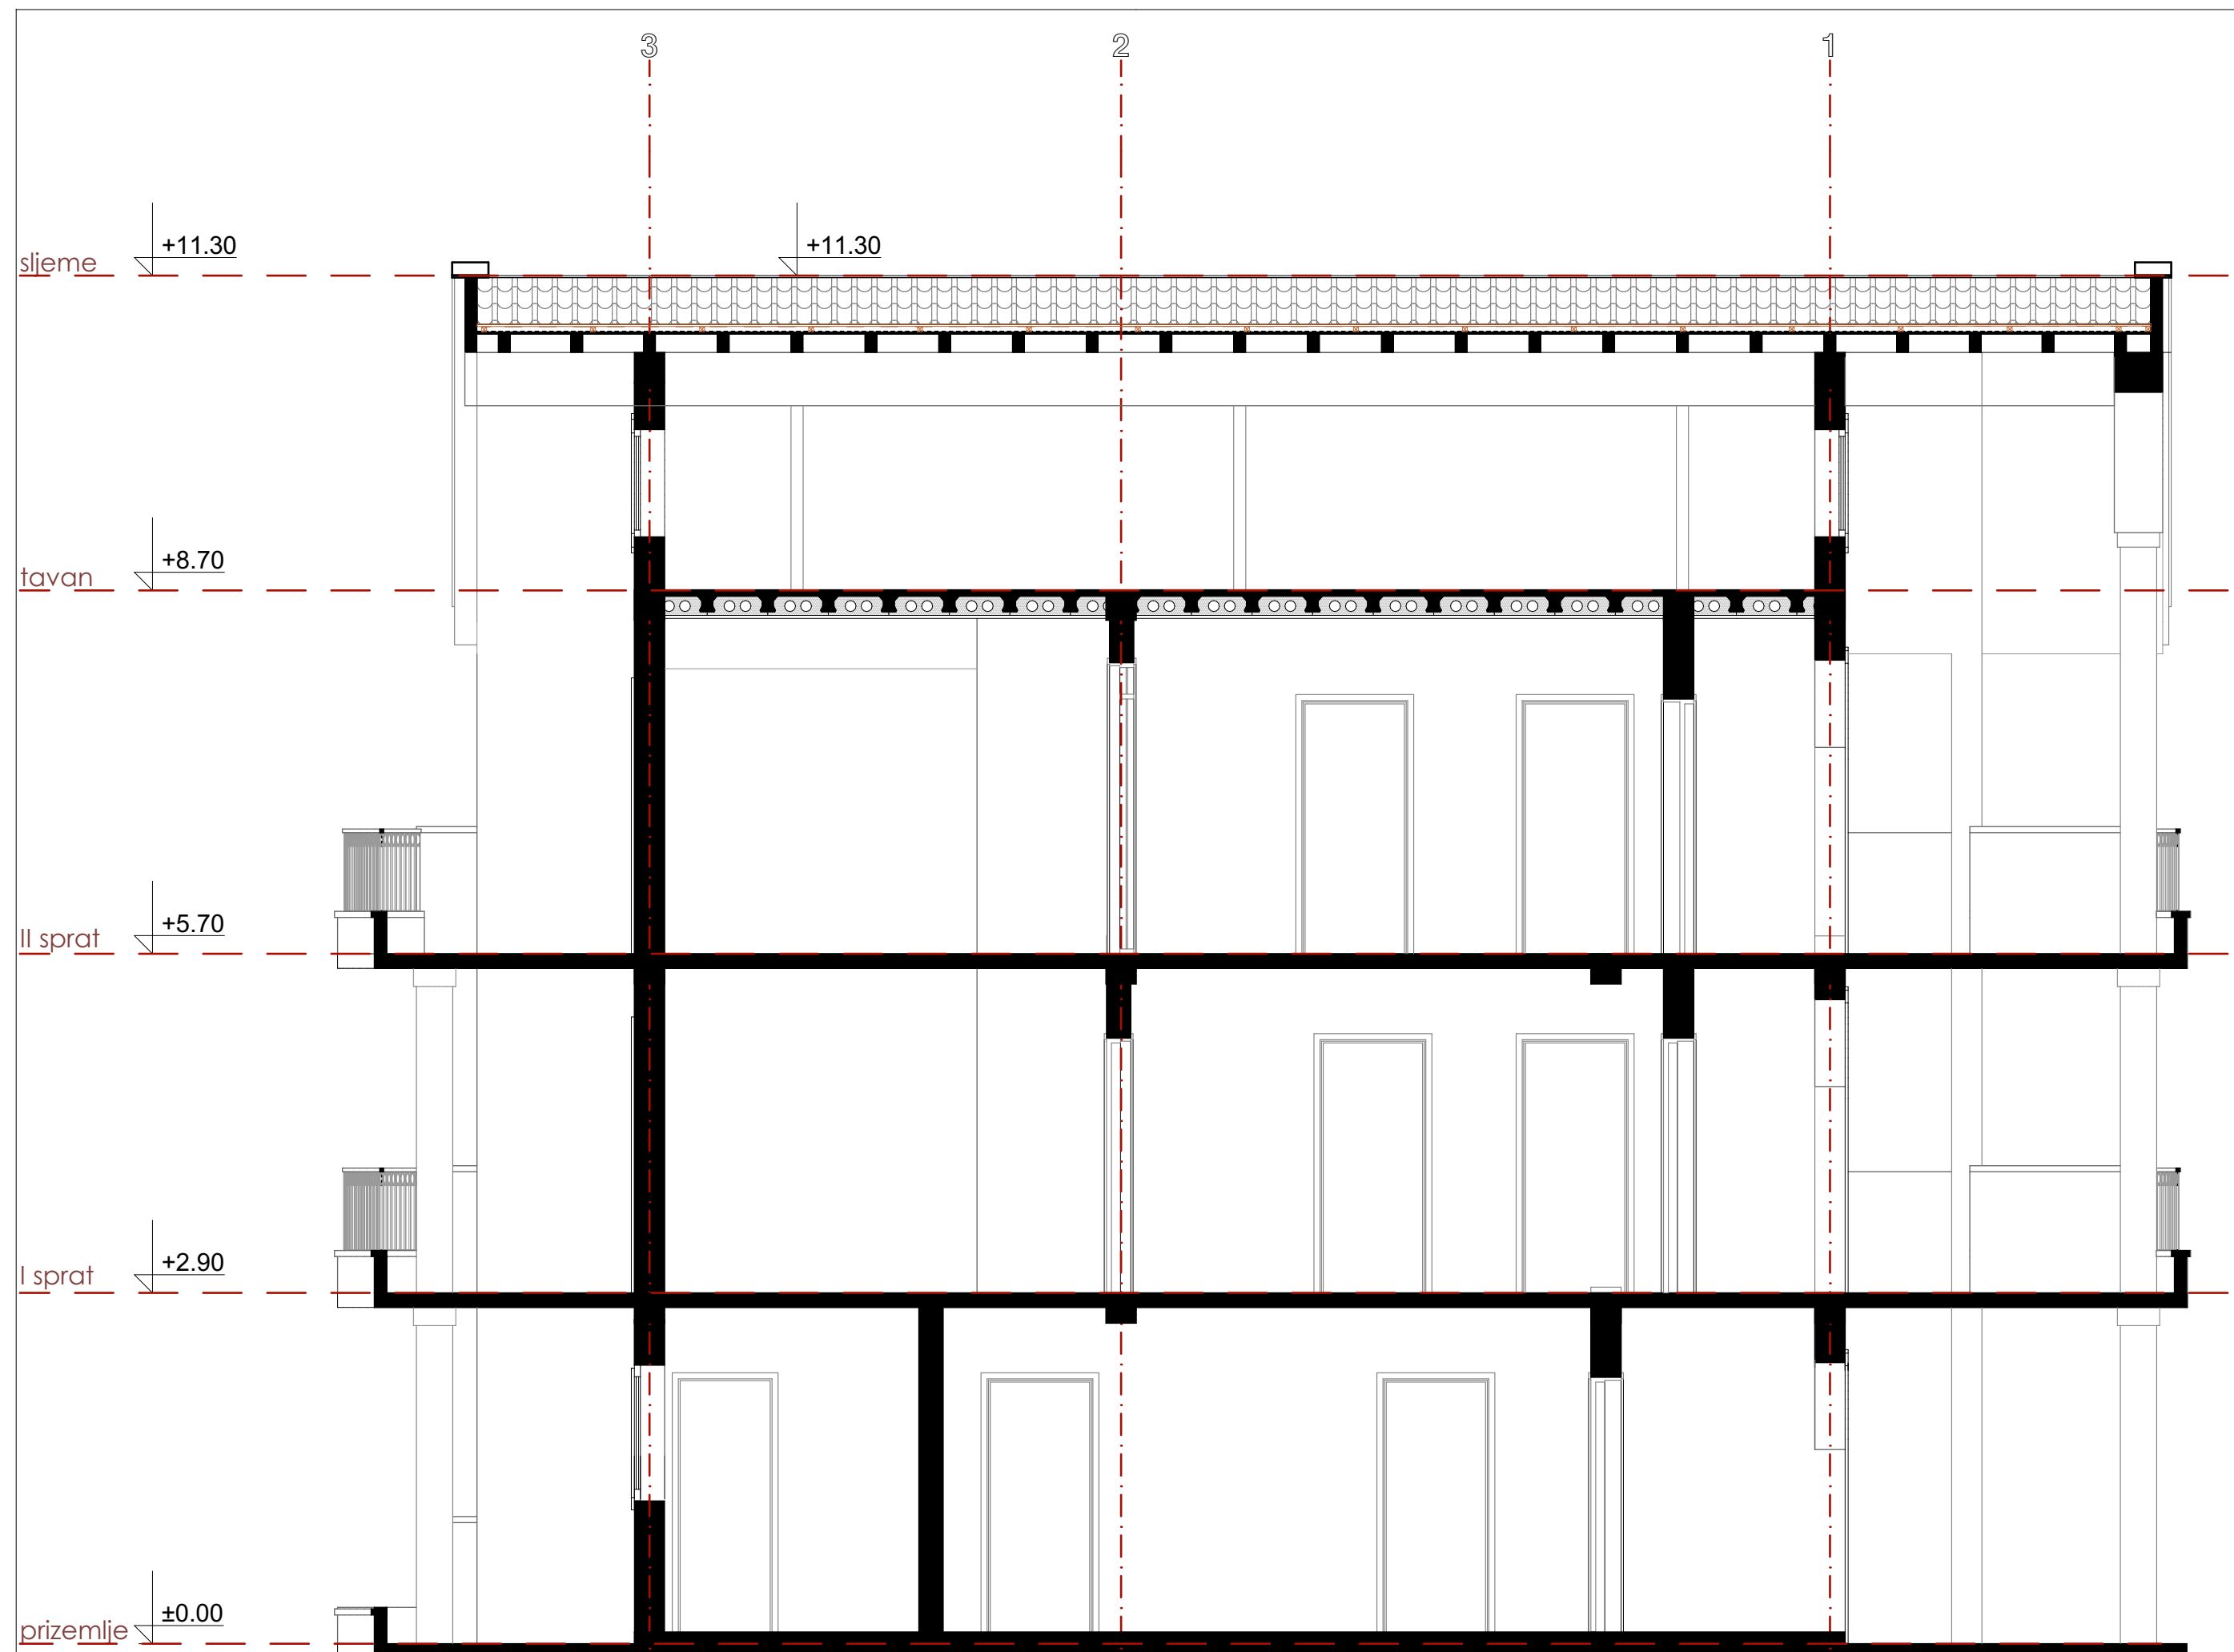 3 2 1
+11.30 +11.30
sljeme
+8.70
tavan
+5.70
II sprat
+2.90
I sprat
±0.00
prizemlje